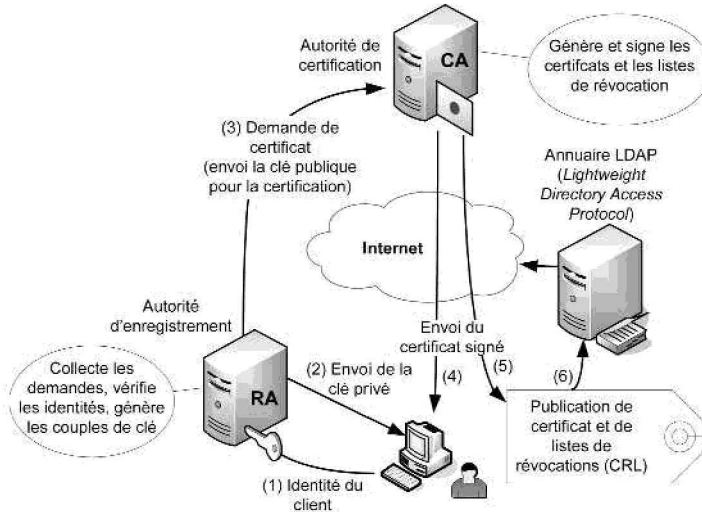 Autorité de
certification
CA
Génère et signe les
certifcats et les listes
de révocation
(3) Demande de
certificat
(envoi la clé publique
pour la certification)
Annuaire LDAP
(Lightweight
Directory Access
Protocol)
Internet
Autorité
d'enregistrement
Envoi du
certificat signé
(4)
(5)
(6)
Collecte les
demandes, vérifie
les identités, génère
les couples de clé
RA
(2) Envoi de la
clé privé
Publication de
certificat et de
listes de
révocations (CRL)
(1) Identité du
client